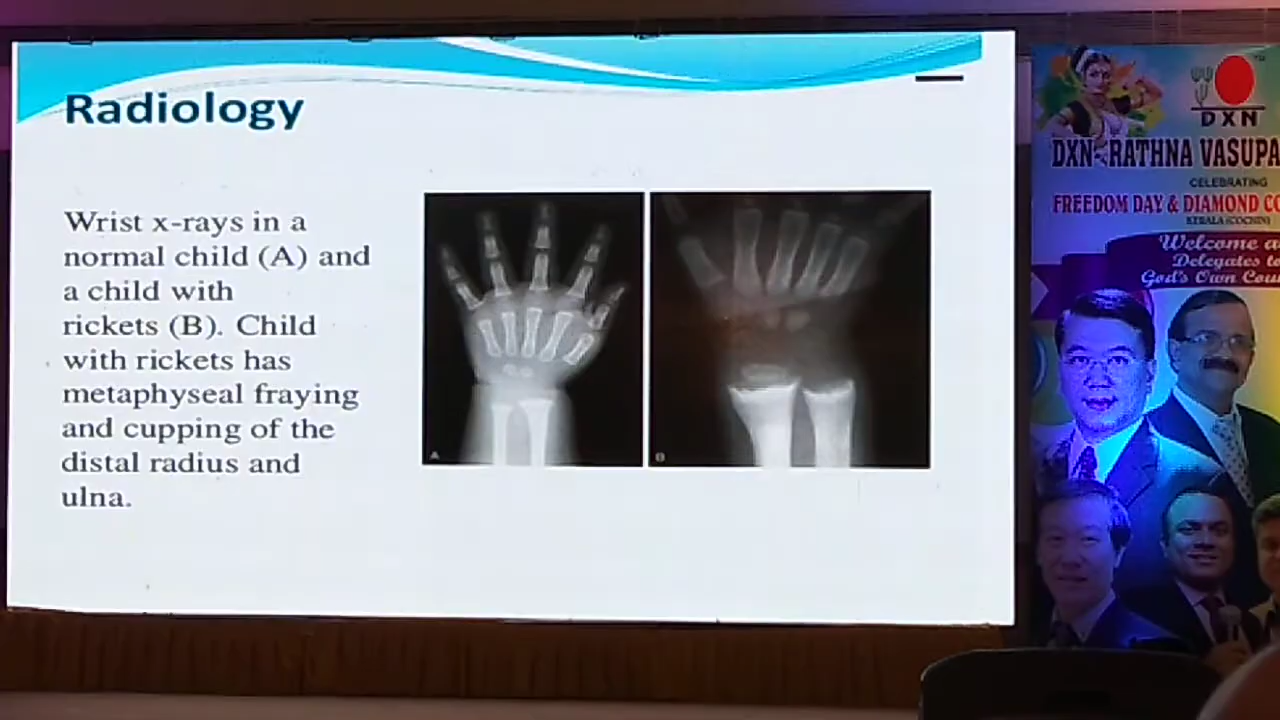 Radiology
Wrist x-rays in a
normal child (A) and
a child with
rickets (B). Child
with rickets has
metaphyseal fraying
and cupping of the
distal radius and
ulna.
A
B
DXN
DXN RATHNA VASUPA
CELEBRATING
FREEDOM DAY & DIAMOND CO
KERALA (COCHIN)
Welcome a
Delegates to
God's Own Cou